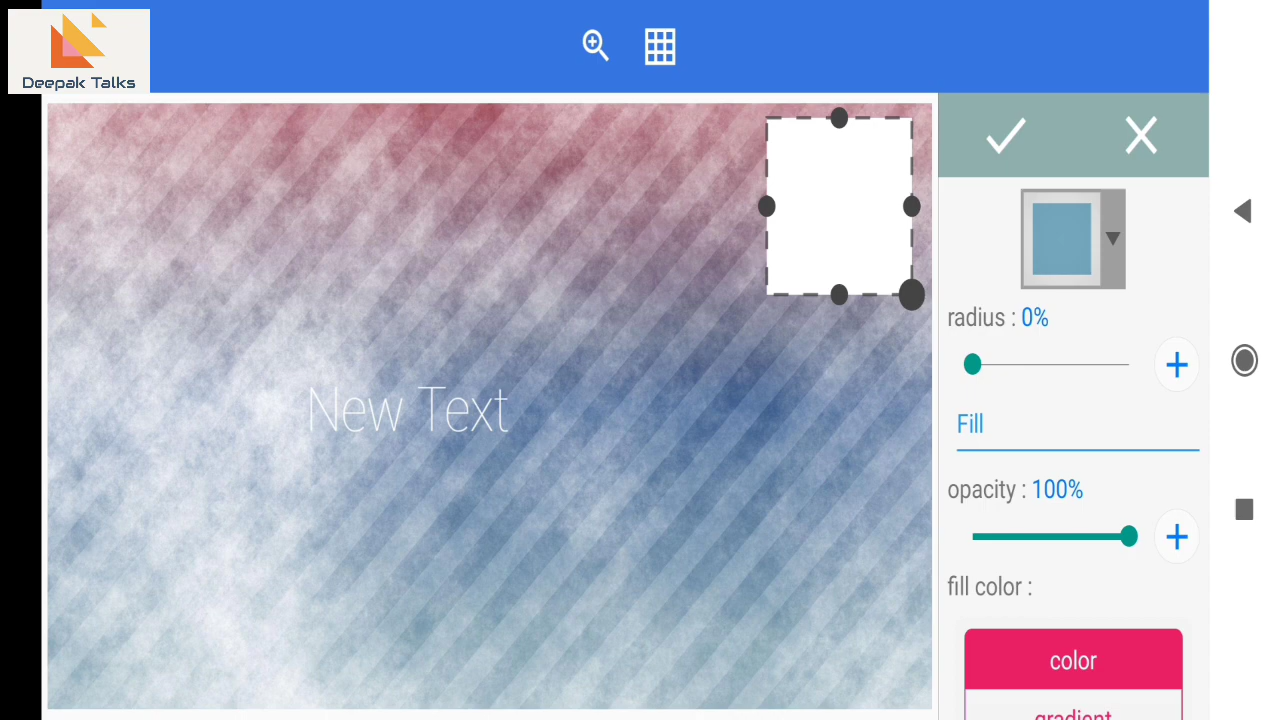 Deepak Talks
radius : 0%
New Text
Fill
opacity : 100%
fill color :
color
gradient